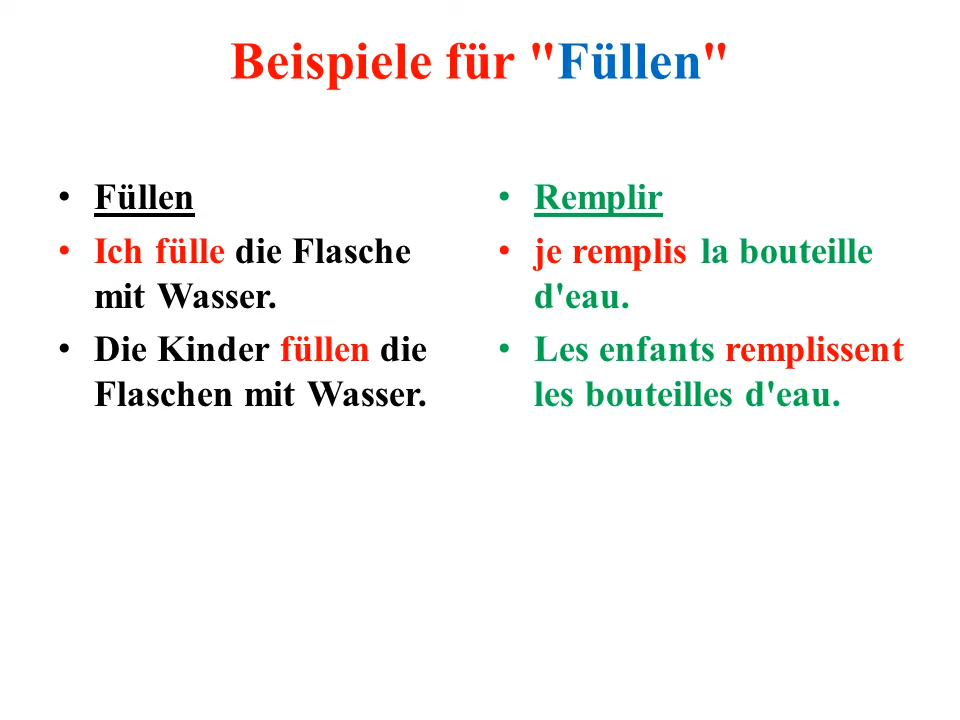 Beispiele für "Füllen"
• Füllen
• Ich fülle die Flasche
mit Wasser.
• Die Kinder füllen die
Flaschen mit Wasser.
• Remplir
• je remplis la bouteille
d'eau.
• Les enfants remplissent
les bouteilles d'eau.